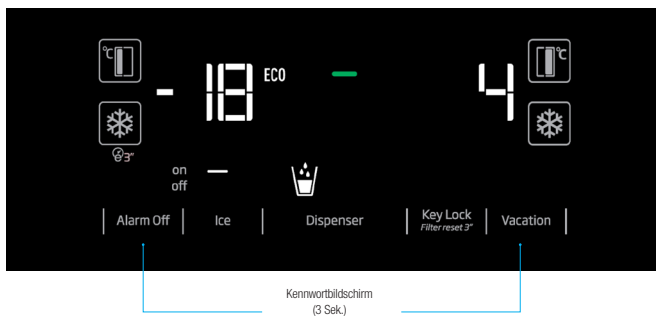 °C
°C
- 18 ECO 4
3"
on
off
Alarm Off
Ice
Dispenser
Key Lock
Filter reset 3"
Vacation
Kennwortbildschirm
(3 Sek.)